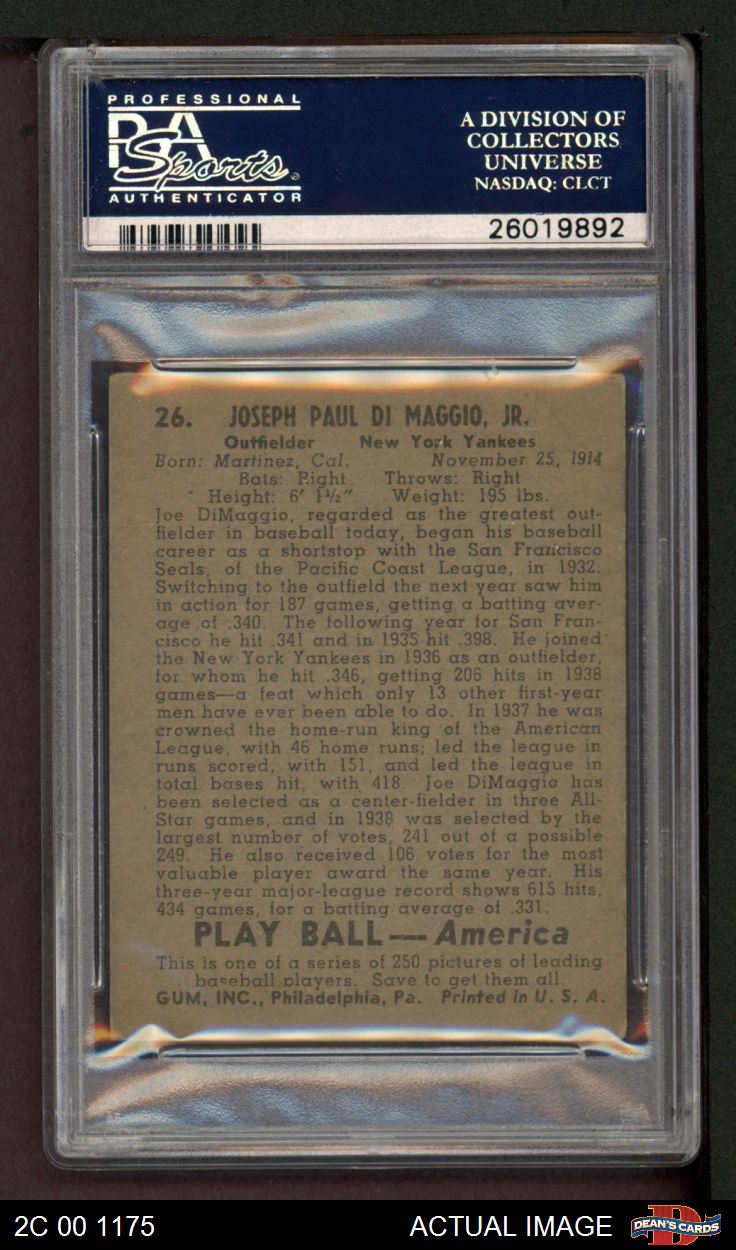 PROFESSIONAL
PSA
Sports
AUTHENTICATOR
A DIVISION OF
COLLECTORS
UNIVERSE
NASDAQ: CLCT
26019892
26. JOSEPH PAUL DI MAGGIO, JR.
Outfielder New York Yankees
Born: Martinez, Cal. November 25, 1914
Bats: Right Throws: Right
Height: 6' 1½" Weight: 195 lbs.
Joe DiMaggio, regarded as the greatest out-
fielder in baseball today, began his baseball
career as a shortstop with the San Francisco
Seals, of the Pacific Coast League, in 1932.
Switching to the outfield the next year saw him
in action for 187 games, getting a batting aver-
age of .340. The following year for San Fran-
cisco he hit .341 and in 1935 hit .398. He joined
the New York Yankees in 1936 as an outfielder,
for whom he hit .346, getting 206 hits in 1938
games—a feat which only 13 other first-year
men have ever been able to do. In 1937 he was
crowned the home-run king of the American
League, with 46 home runs; led the league in
runs scored, with 151, and led the league in
total bases hit, with 418. Joe DiMaggio has
been selected as a center-fielder in three All-
Star games, and in 1938 was selected by the
largest number of votes, 241 out of a possible
249. He also received 106 votes for the most
valuable player award the same year. His
three-year major-league record shows 615 hits,
434 games, for a batting average of .331.
PLAY BALL—America
This is one of a series of 250 pictures of leading
baseball players. Save to get them all.
GUM, INC., Philadelphia, Pa. Printed in U. S. A.
2C 00 1175 ACTUAL IMAGE DEAN'S CARDS